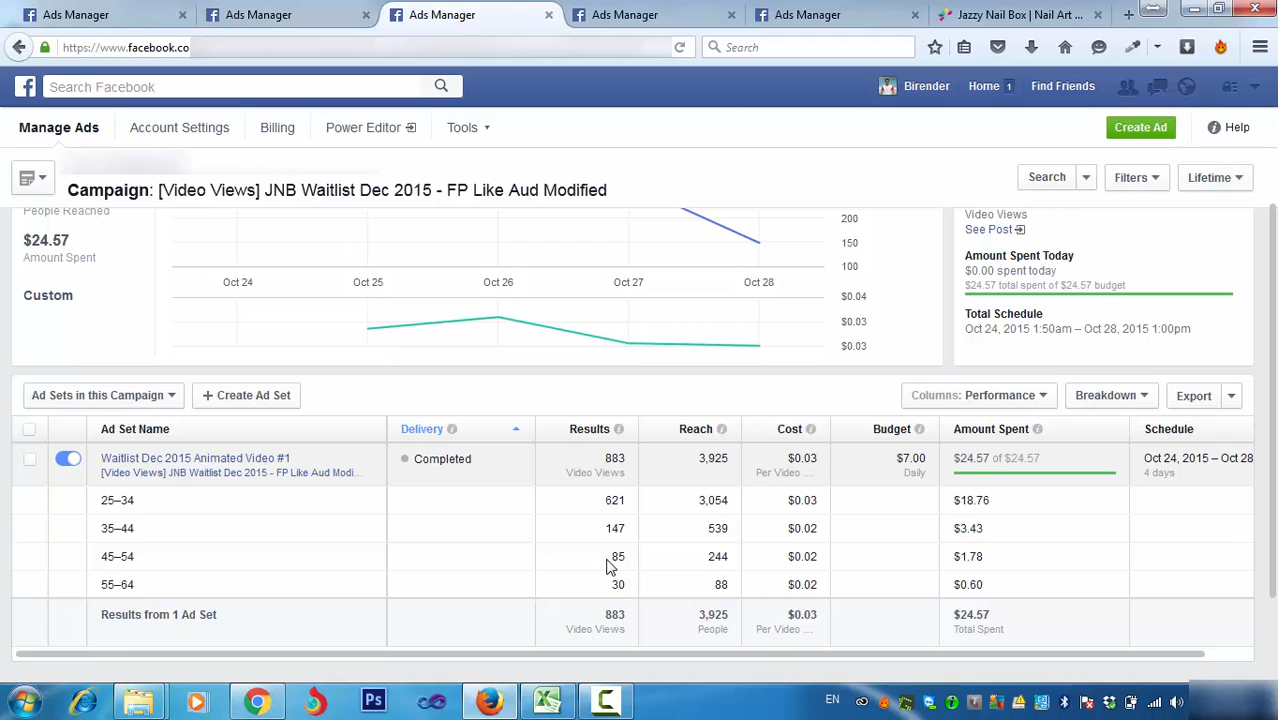 Ads Manager × Ads Manager × Ads Manager × Ads Manager × Ads Manager × Jazzy Nail Box | Nail Art ... × +
https://www.facebook.co Search
f Search Facebook Birender Home 1 Find Friends
Manage Ads Account Settings Billing Power Editor Tools Create Ad Help
Campaign: [Video Views] JNB Waitlist Dec 2015 - FP Like Aud Modified Search Filters Lifetime
People Reached
$24.57
Amount Spent
Custom
200
150
100
Oct 24 Oct 25 Oct 26 Oct 27 Oct 28
$0.04
$0.03
$0.03
Video Views
See Post
Amount Spent Today
$0.00 spent today
$24.57 total spent of $24.57 budget
Total Schedule
Oct 24, 2015 1:50am – Oct 28, 2015 1:00pm
Ad Sets in this Campaign + Create Ad Set Columns: Performance Breakdown Export
Ad Set Name Delivery Results Reach Cost Budget Amount Spent Schedule
Waitlist Dec 2015 Animated Video #1 Completed 883 3,925 $0.03 $7.00 $24.57 of $24.57 Oct 24, 2015 – Oct 28
[Video Views] JNB Waitlist Dec 2015 - FP Like Aud Modi... Video Views Per Video ... Daily 4 days
25–34 621 3,054 $0.03 $18.76
35–44 147 539 $0.02 $3.43
45–54 85 244 $0.02 $1.78
55–64 30 88 $0.02 $0.60
Results from 1 Ad Set 883 3,925 $0.03 $24.57
Video Views People Per Video ... Total Spent
Ps C EN